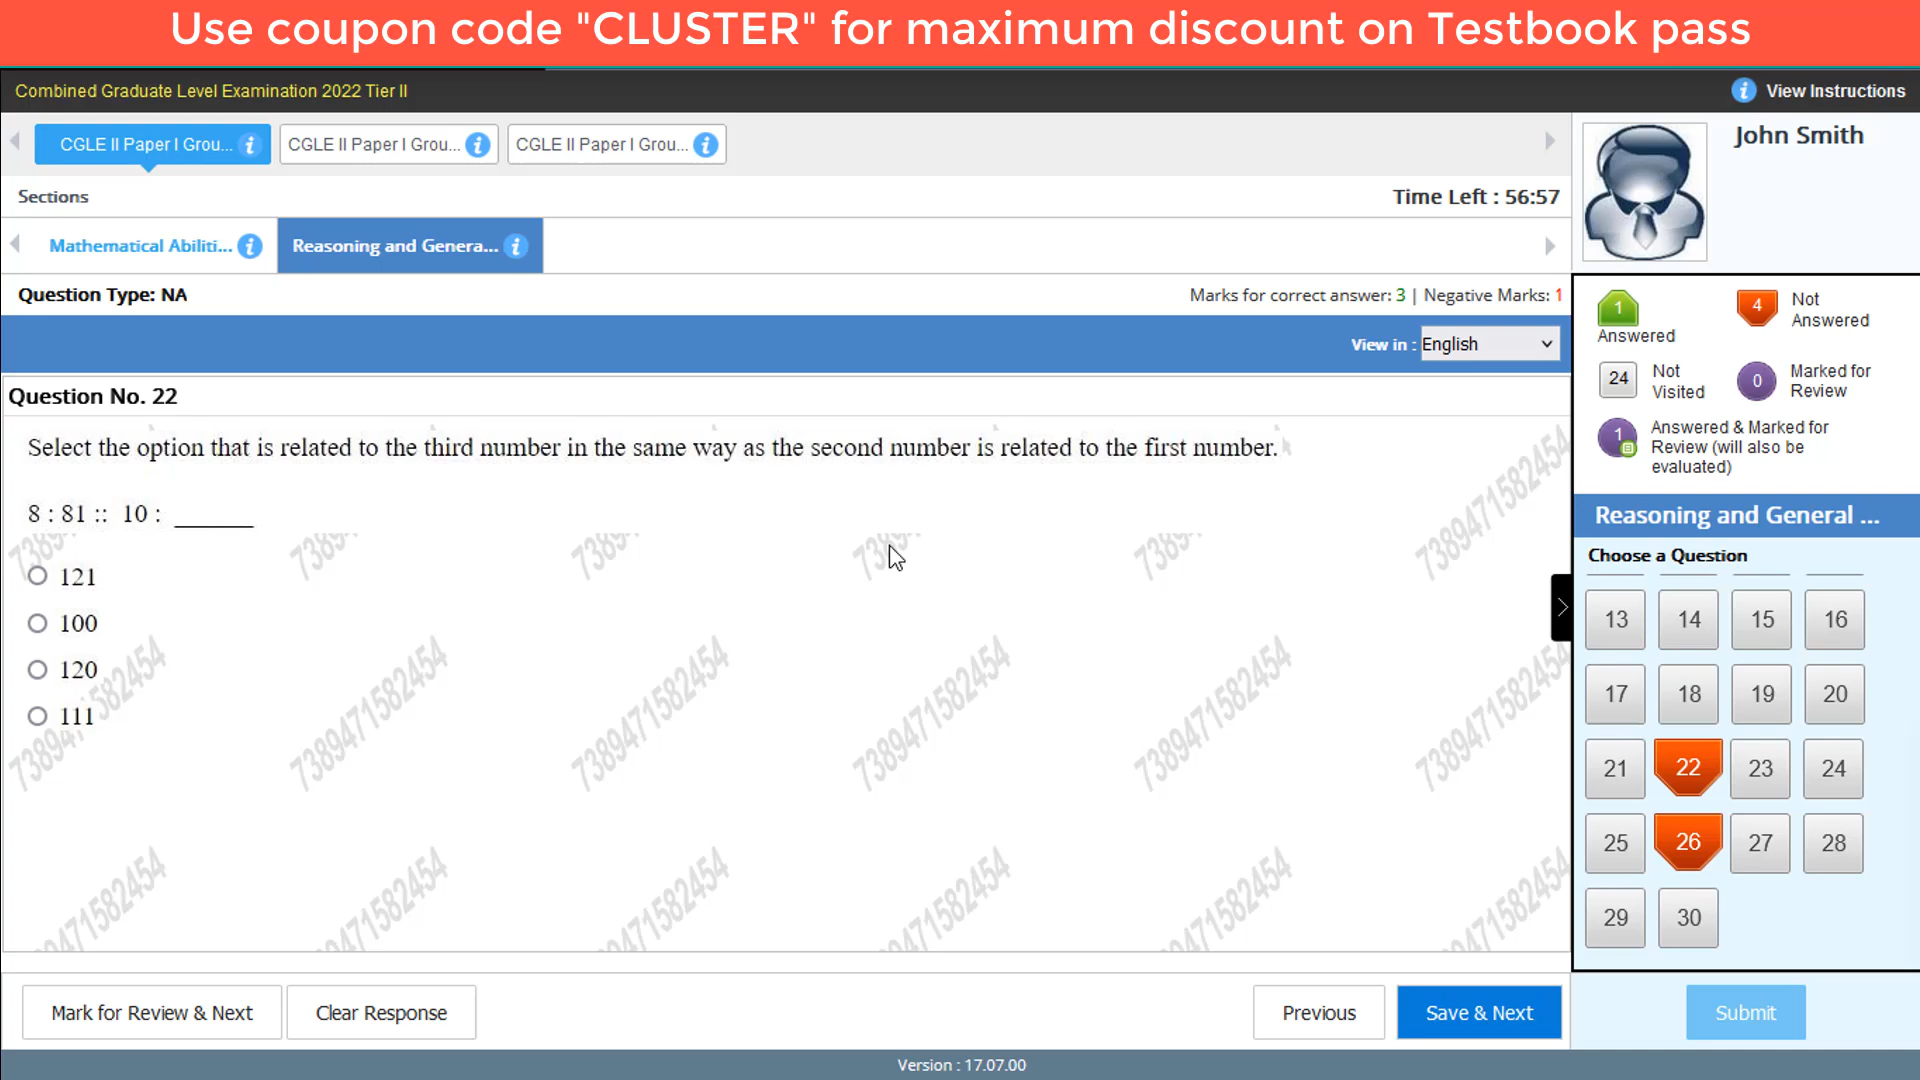 Use coupon code "CLUSTER" for maximum discount on Testbook pass
Combined Graduate Level Examination 2022 Tier II
View Instructions
CGLE II Paper I Grou...
CGLE II Paper I Grou...
CGLE II Paper I Grou...
John Smith
Sections
Time Left : 56:57
Mathematical Abiliti...
Reasoning and Genera...
Question Type: NA
Marks for correct answer: 3 | Negative Marks: 1
View in : English
1 Answered
4 Not Answered
24 Not Visited
0 Marked for Review
1 Answered & Marked for Review (will also be evaluated)
Question No. 22
Select the option that is related to the third number in the same way as the second number is related to the first number.
8 : 81 :: 10 : ______
121
100
120
111
7389471582454
7389471582454
7389471582454
7389471582454
7389471582454
Reasoning and General ...
Choose a Question
13 14 15 16
17 18 19 20
21 22 23 24
25 26 27 28
29 30
Mark for Review & Next
Clear Response
Previous
Save & Next
Submit
Version : 17.07.00